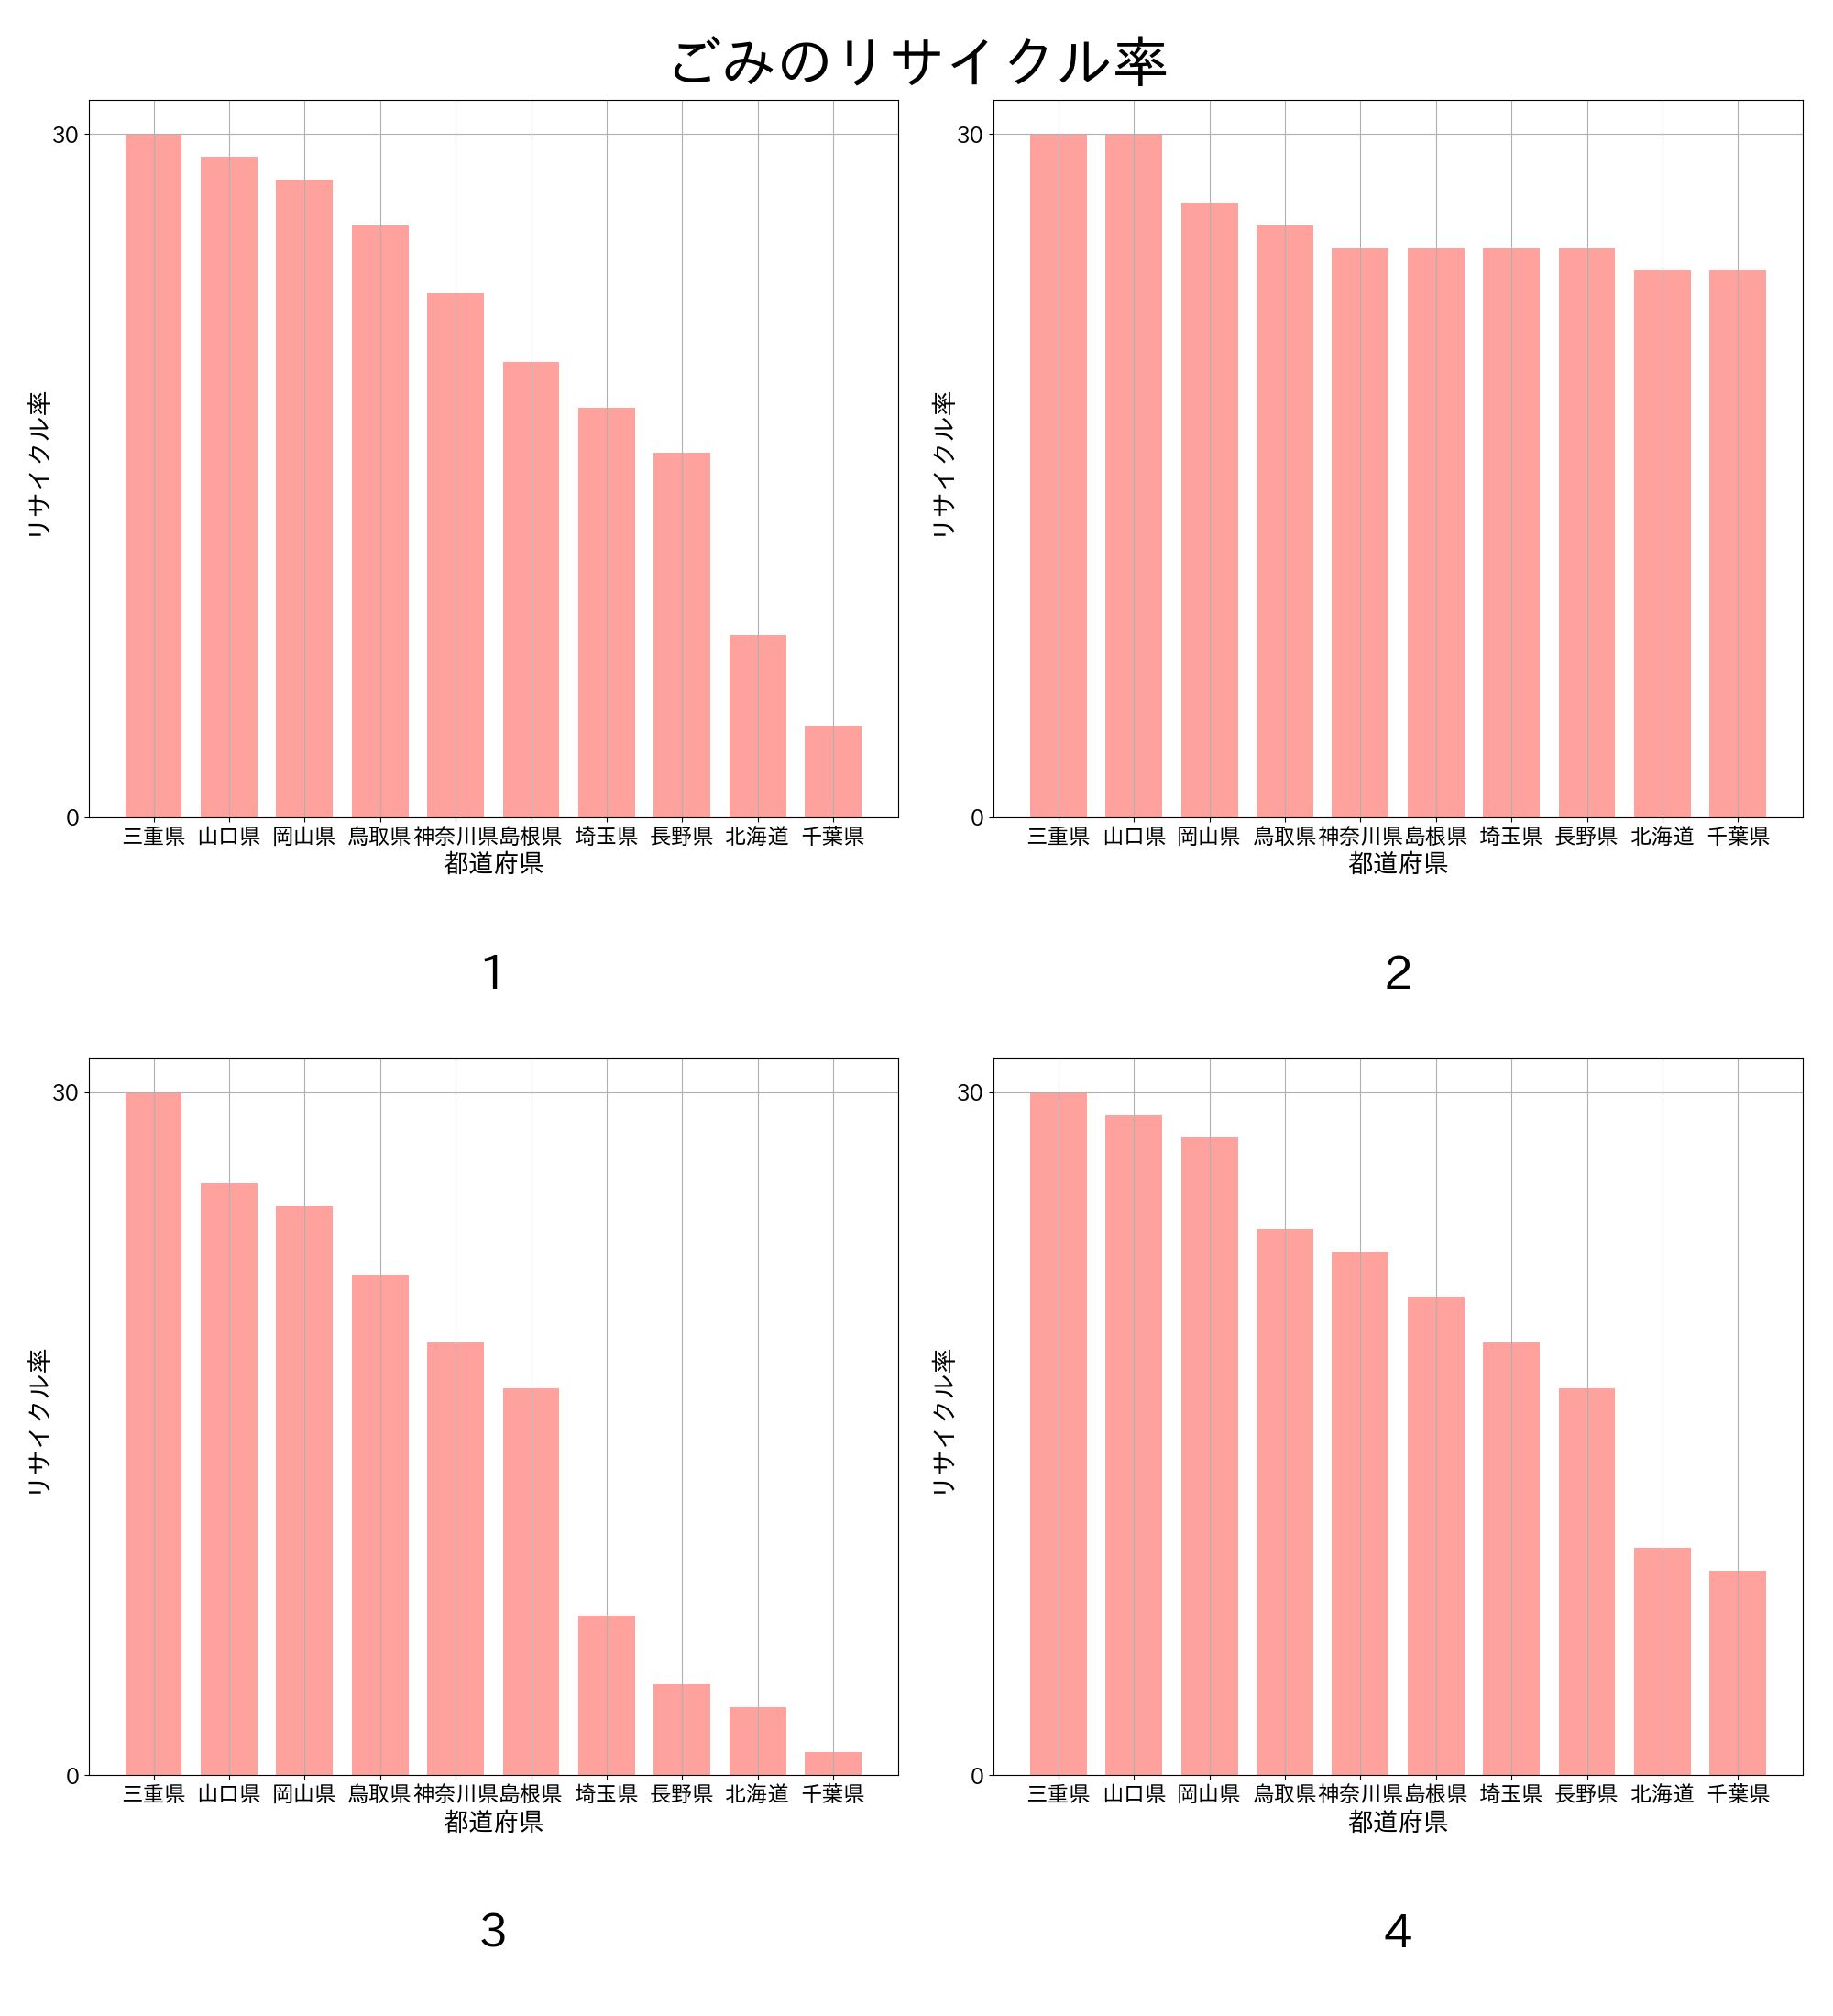 ごみのリサイクル率
30
0
リサイクル率
三重県 山口県 岡山県 鳥取県 神奈川県 島根県 埼玉県 長野県 北海道 千葉県
都道府県
1
30
0
リサイクル率
三重県 山口県 岡山県 鳥取県 神奈川県 島根県 埼玉県 長野県 北海道 千葉県
都道府県
2
30
0
リサイクル率
三重県 山口県 岡山県 鳥取県 神奈川県 島根県 埼玉県 長野県 北海道 千葉県
都道府県
3
30
0
リサイクル率
三重県 山口県 岡山県 鳥取県 神奈川県 島根県 埼玉県 長野県 北海道 千葉県
都道府県
4